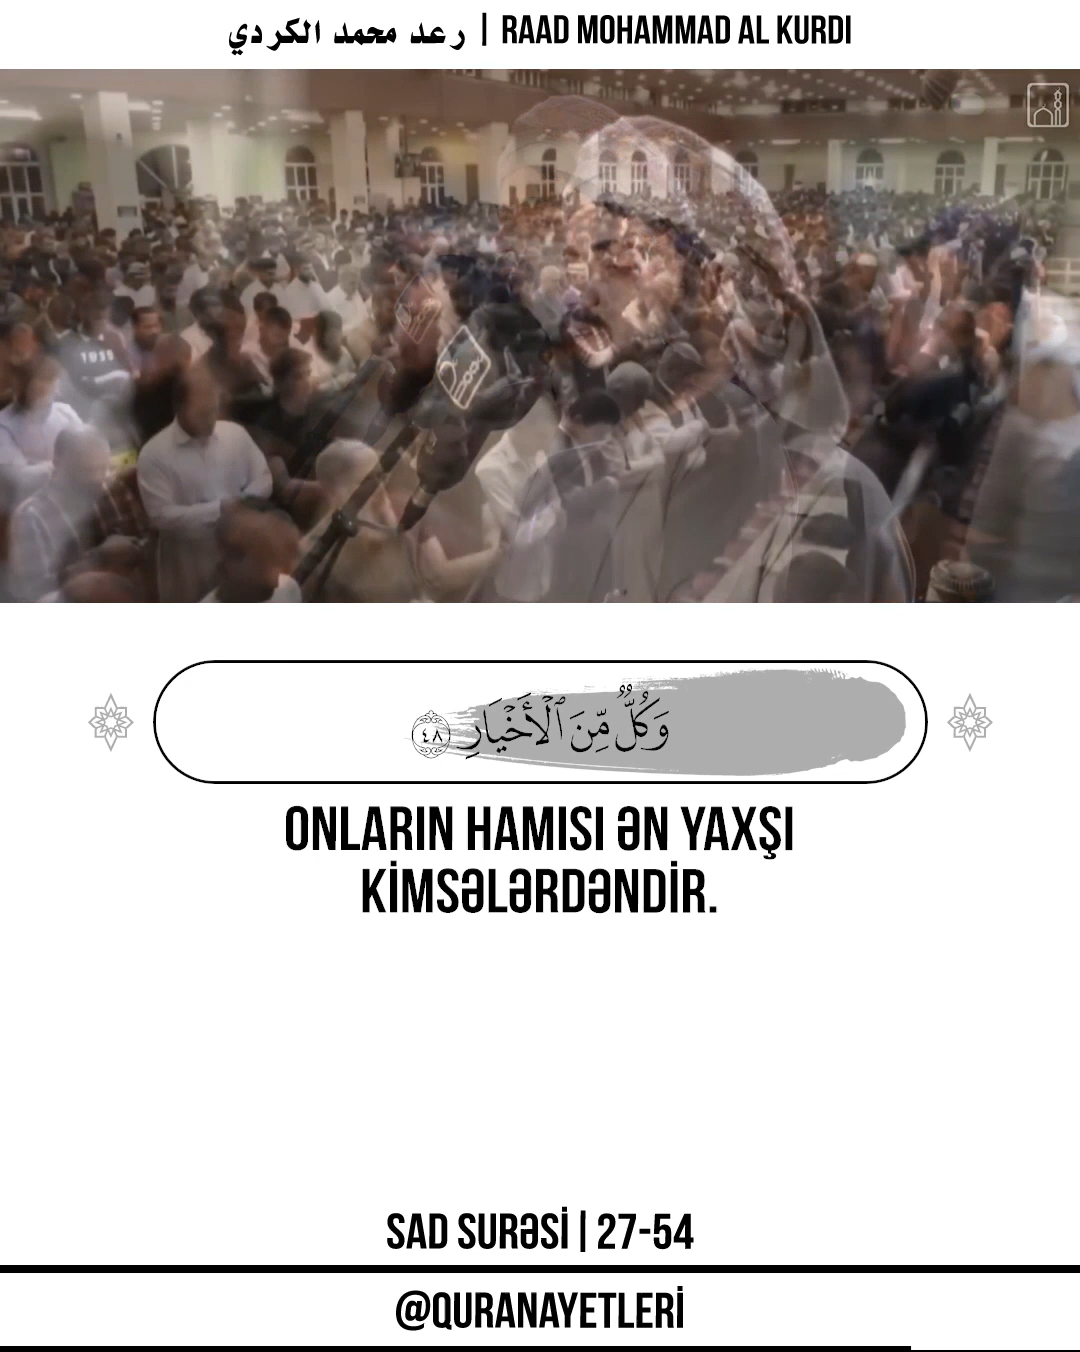 رعد محمد الكردي | RAAD MOHAMMAD AL KURDI
1959
وَكُلٌّ مِّنَ ٱلْأَخْيَارِ ٤٨
ONLARIN HAMISI ƏN YAXŞI
KİMSƏLƏRDƏNDİR.
SAD SURƏSİ | 27-54
@QURANAYETLERİ